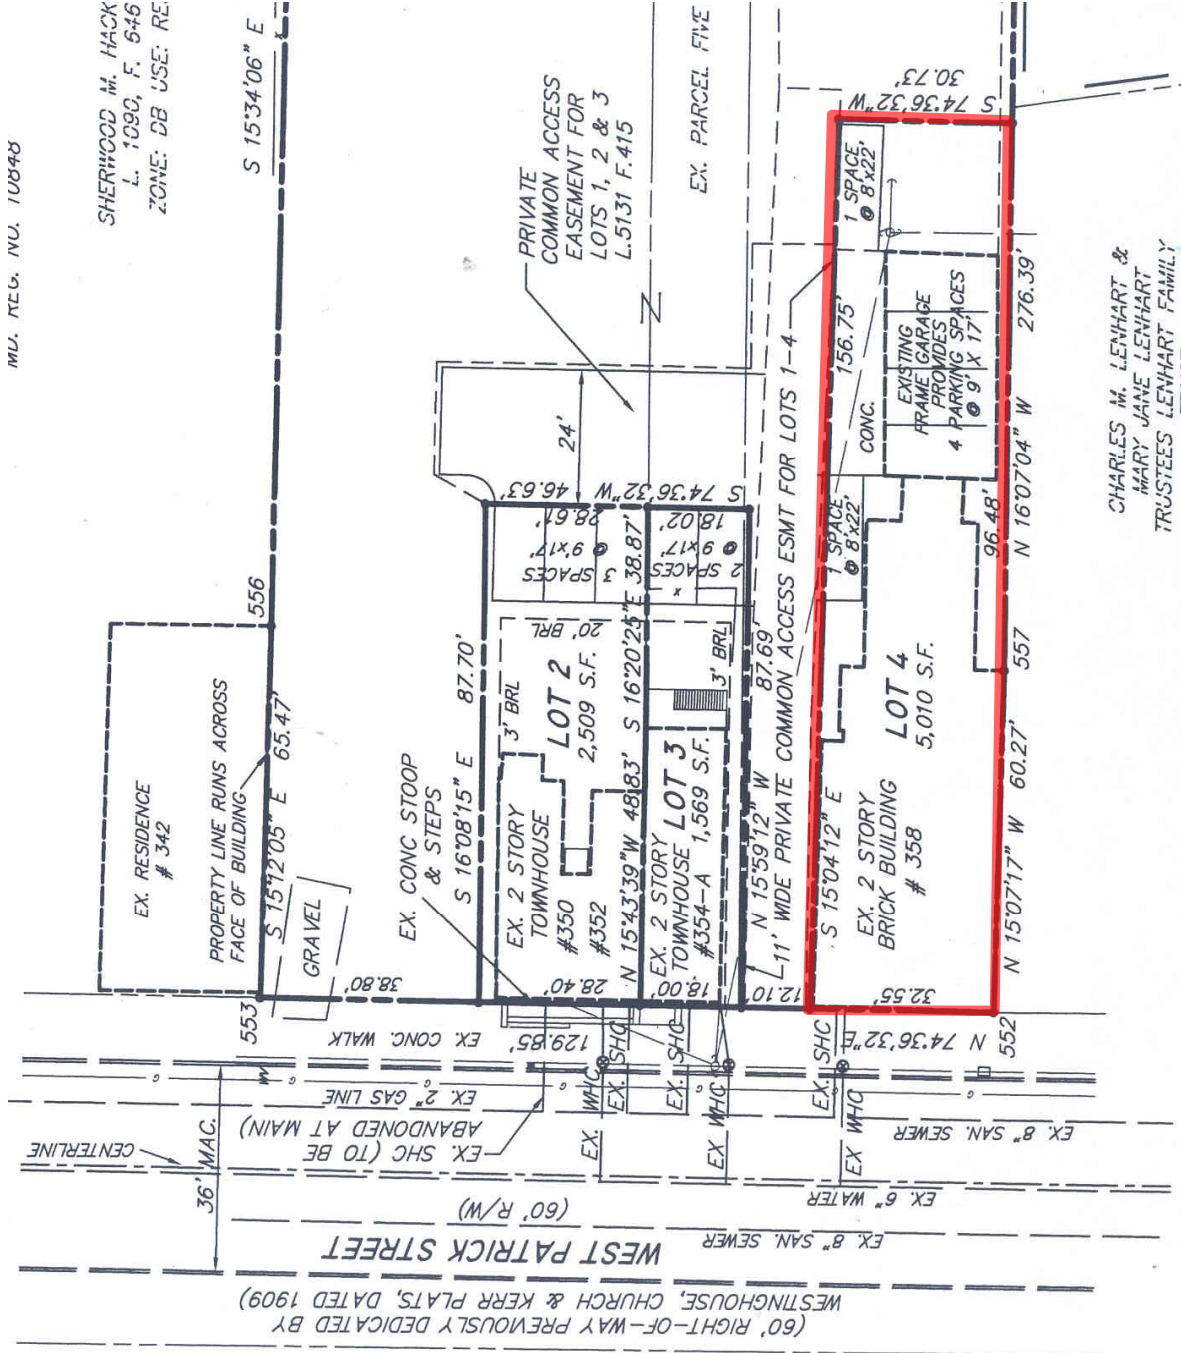 MD. REG. NO. 10848
SHERWOOD M. HACK
L. 1090, F. 646
ZONE: DB USE: RE
S 15°34'06" E
556
EX. RESIDENCE
# 342
PROPERTY LINE RUNS ACROSS
FACE OF BUILDING
S 15°12'05" E 65.47'
GRAVEL
553
38.80'
PRIVATE
COMMON ACCESS
EASEMENT FOR
LOTS 1, 2 & 3
L.5131 F.415
EX. PARCEL FIVE
24'
S 74°36'32" W 46.63'
28.61'
18.02'
3 SPACES
@ 9'x17'
2 SPACES
@ 9'x17'
S 16°08'15" E 87.70'
EX. CONC STOOP
& STEPS
20' BRL
3' BRL
LOT 2
2,509 S.F.
EX. 2 STORY
TOWNHOUSE
#350
#352
28.40'
N 15°43'39" W 48.83'
S 16°20'25" E 38.87'
3' BRL
LOT 3
1,569 S.F.
EX. 2 STORY
TOWNHOUSE
#354-A
18.00'
N 15°59'12" W 87.69'
11' WIDE PRIVATE COMMON ACCESS ESMT FOR LOTS 1-4
12.10'
S 74°36'32" W
30.73'
1 SPACE
@ 8'x22'
156.75'
EXISTING
FRAME GARAGE
PROVIDES
4 PARKING SPACES
@ 9' X 17'
CONC.
1 SPACE
@ 8'x22'
96.48'
N 16°07'04" W 276.39'
557
S 15°04'12" E
LOT 4
5,010 S.F.
EX. 2 STORY
BRICK BUILDING
# 358
32.55'
N 15°07'17" W 60.27'
552
CHARLES M. LENHART &
MARY JANE LENHART
TRUSTEES LENHART FAMILY
N 74°36'32"E
129.85'
EX. CONC. WALK
W
G
G
G
G
EX. 2" GAS LINE
EX. SHC (TO BE
ABANDONED AT MAIN)
EX. WHC
EX. SHC
EX. SHC
EX WHC
EX. SHC
EX WHC
CENTERLINE
36' MAC.
EX. 8" SAN. SEWER
EX. 6" WATER
(60' R/W)
EX. 8" SAN. SEWER
WEST PATRICK STREET
(60' RIGHT-OF-WAY PREVIOUSLY DEDICATED BY
WESTINGHOUSE, CHURCH & KERR PLATS, DATED 1909)